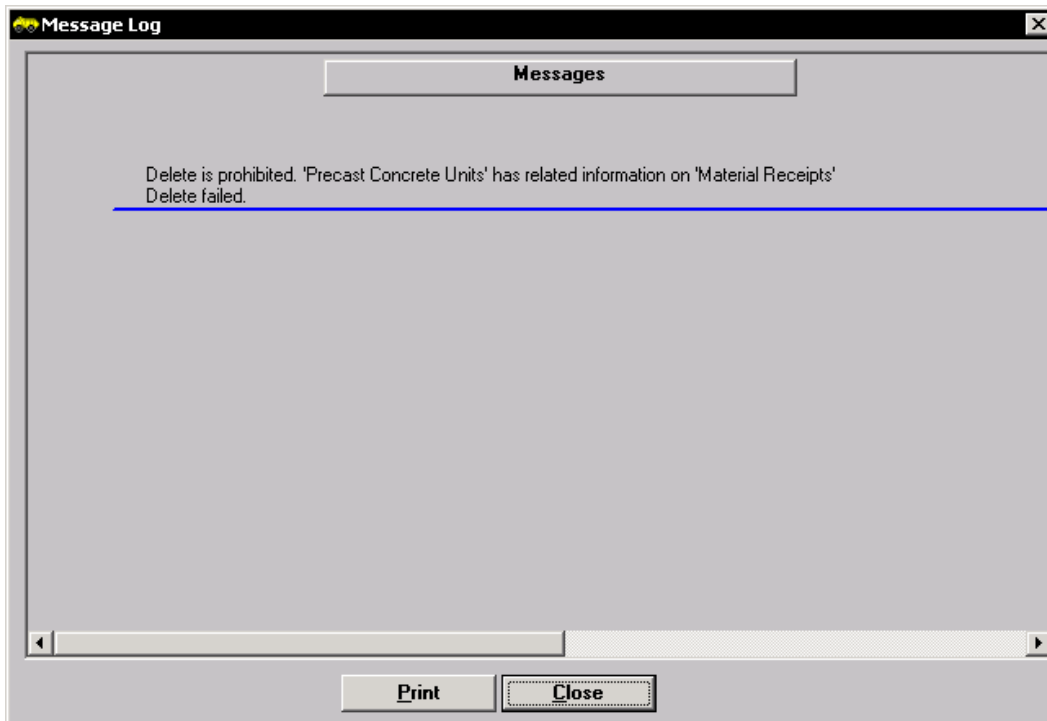 Message Log
Messages
Delete is prohibited. 'Precast Concrete Units' has related information on 'Material Receipts'
Delete failed.
Print
Close